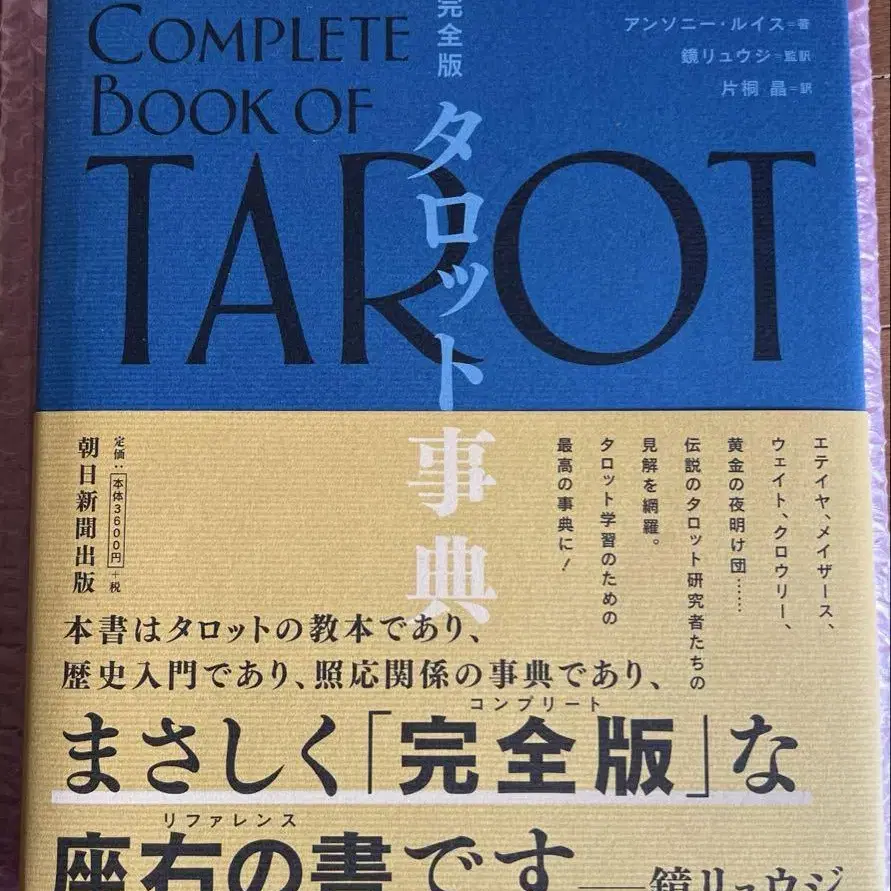 COMPLETE
BOOK OF
TAROT
完全版 タロット事典
アンソニー・ルイス=著
鏡リュウジ=監訳
片桐 晶=訳
エテイヤ、メイザース、
ウェイト、クロウリー、
黄金の夜明け団……
伝説のタロット研究者たちの
見解を網羅。
タロット学習のための
最高の事典に!
定価:本体3600円+税
朝日新聞出版
本書はタロットの教本であり、
歴史入門であり、照応関係の事典であり、
コンプリート
まさしく「完全版」な
リファレンス
座右の書です――鏡リュウジ